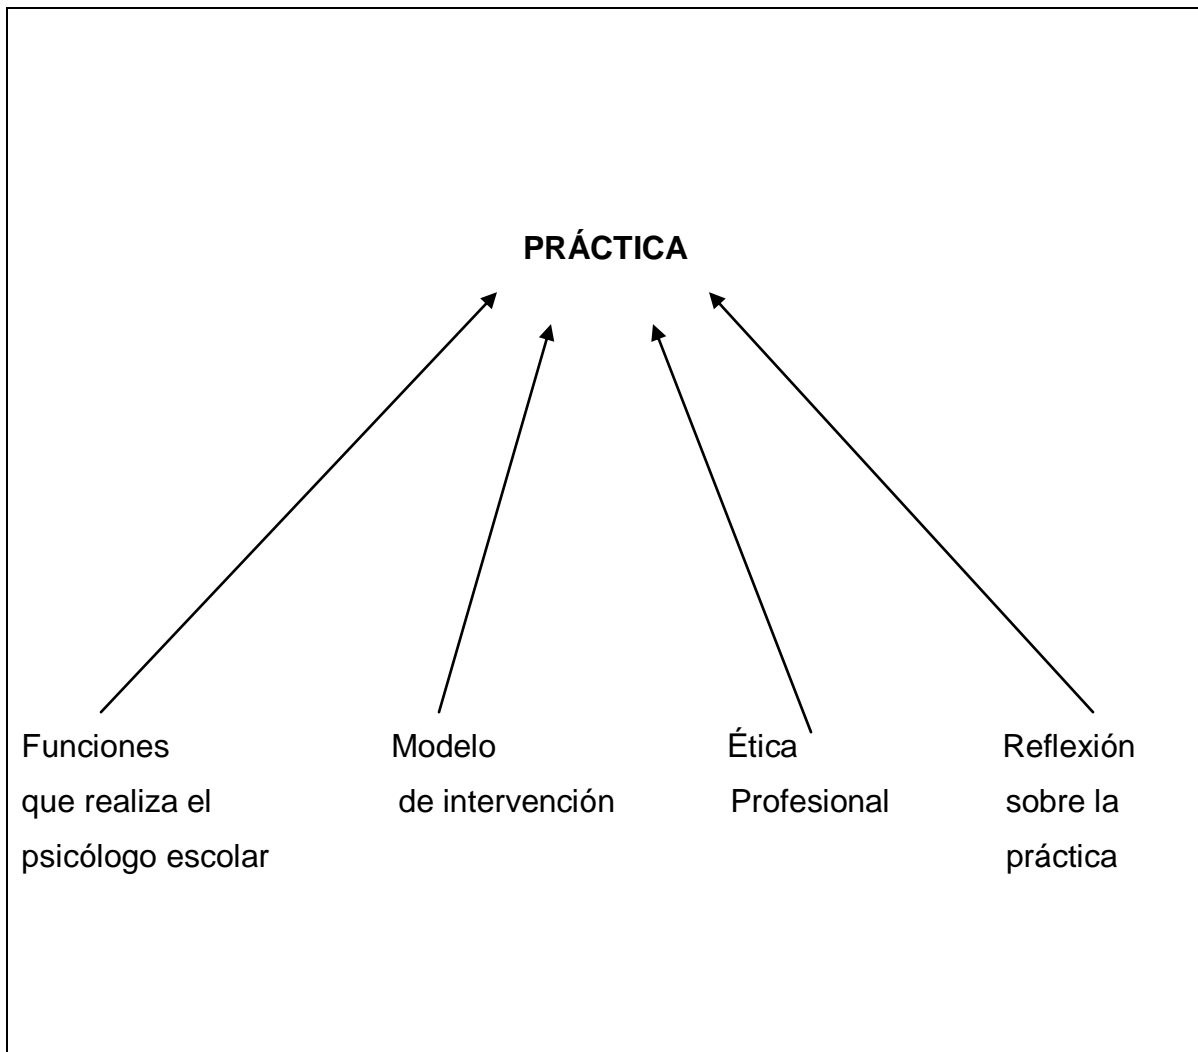 PRÁCTICA
Funciones
que realiza el
psicólogo escolar
Modelo
de intervención
Ética
Profesional
Reflexión
sobre la
práctica